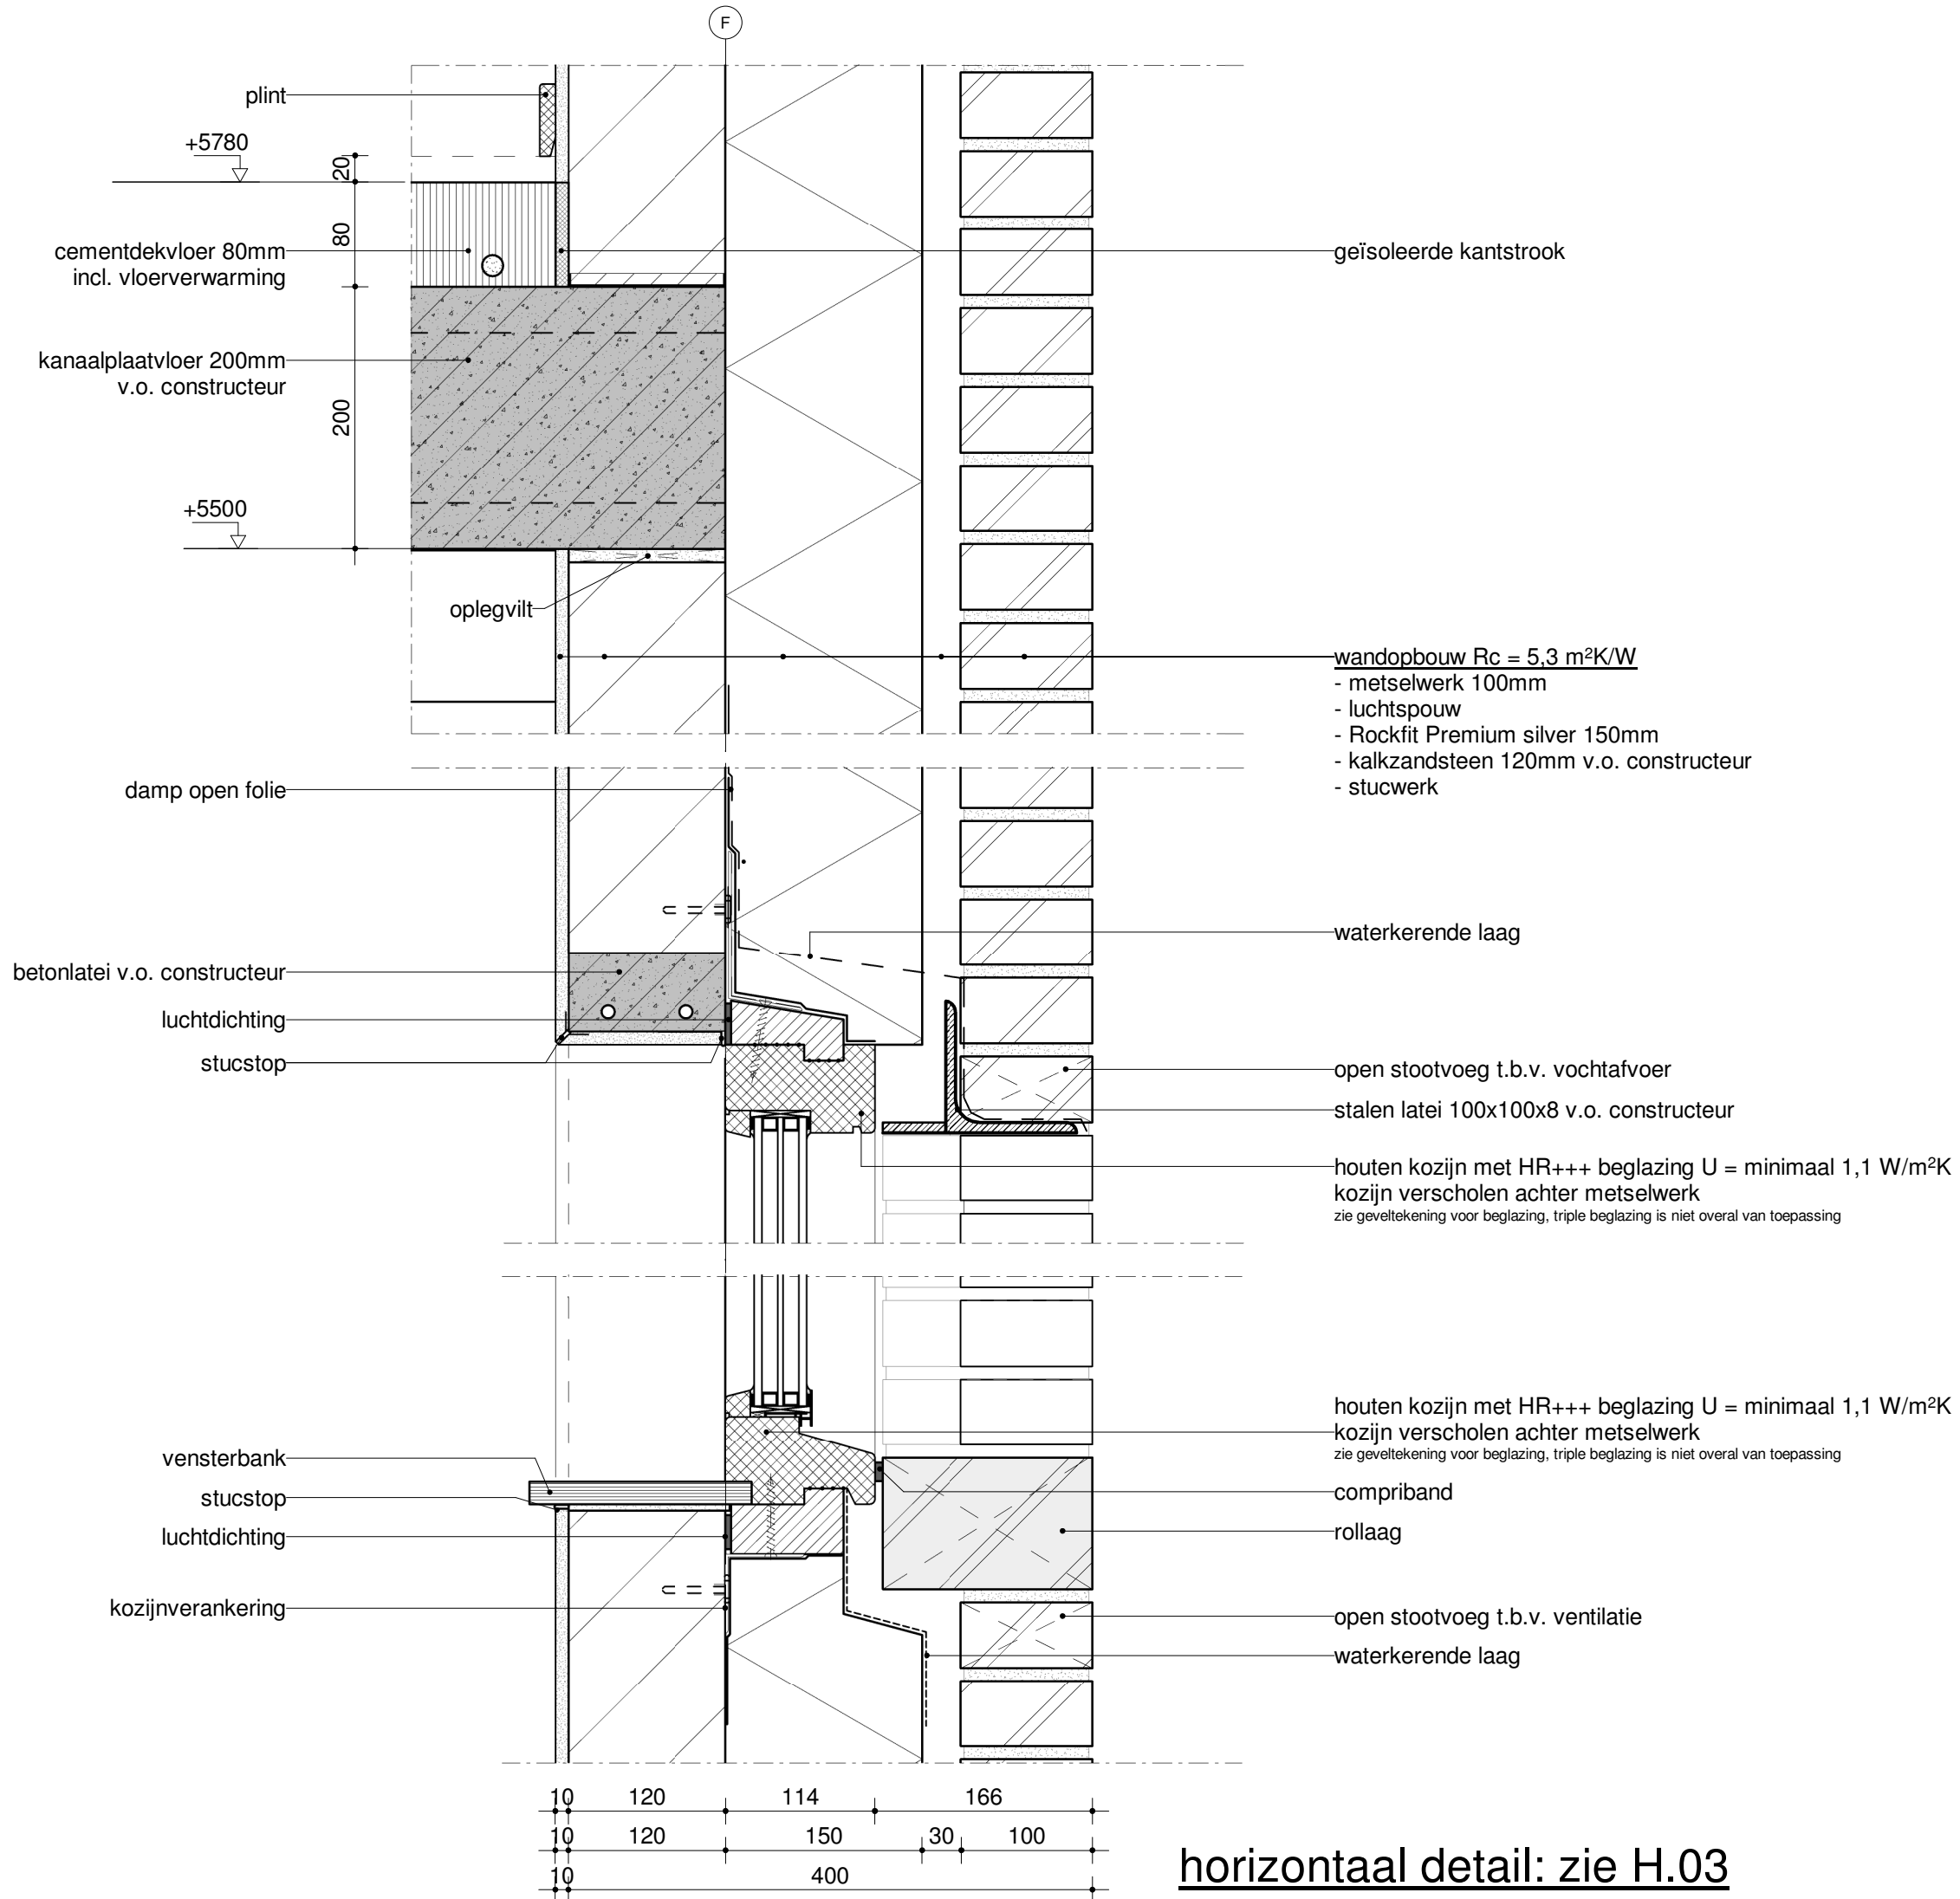 F
plint
+5780
20
80
cementdekvloer 80mm
incl. vloerverwarming
geïsoleerde kantstrook
kanaalplaatvloer 200mm
v.o. constructeur
200
+5500
oplegvilt
wandopbouw Rc = 5,3 m²K/W
- metselwerk 100mm
- luchtspouw
- Rockfit Premium silver 150mm
- kalkzandsteen 120mm v.o. constructeur
- stucwerk
damp open folie
waterkerende laag
betonlatei v.o. constructeur
luchtdichting
stucstop
open stootvoeg t.b.v. vochtafvoer
stalen latei 100x100x8 v.o. constructeur
houten kozijn met HR+++ beglazing U = minimaal 1,1 W/m²K
kozijn verscholen achter metselwerk
zie geveltekening voor beglazing, triple beglazing is niet overal van toepassing
houten kozijn met HR+++ beglazing U = minimaal 1,1 W/m²K
kozijn verscholen achter metselwerk
zie geveltekening voor beglazing, triple beglazing is niet overal van toepassing
vensterbank
stucstop
compriband
luchtdichting
rollaag
kozijnverankering
open stootvoeg t.b.v. ventilatie
waterkerende laag
10 120 114 166
10 120 150 30 100
10 400
horizontaal detail: zie H.03